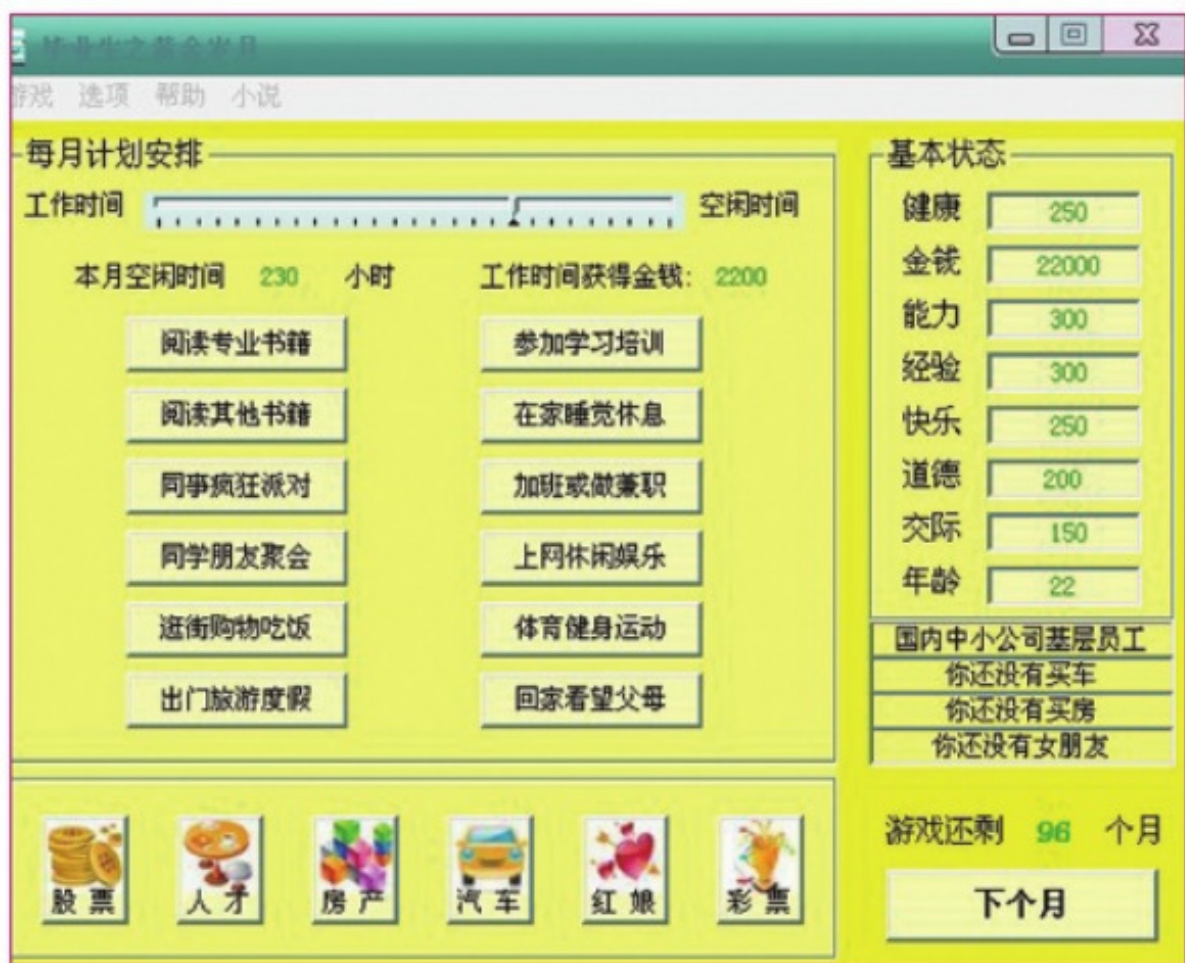 毕业生之黄金岁月
游戏 选项 帮助 小说
每月计划安排
工作时间 空闲时间
本月空闲时间 230 小时 工作时间获得金钱: 2200
阅读专业书籍 参加学习培训
阅读其他书籍 在家睡觉休息
同事疯狂派对 加班或做兼职
同学朋友聚会 上网休闲娱乐
逛街购物吃饭 体育健身运动
出门旅游度假 回家看望父母
基本状态
健康 250
金钱 22000
能力 300
经验 300
快乐 250
道德 200
交际 150
年龄 22
国内中小公司基层员工
你还没有买车
你还没有买房
你还没有女朋友
股票 人才 房产 汽车 红娘 彩票
游戏还剩 96 个月
下个月